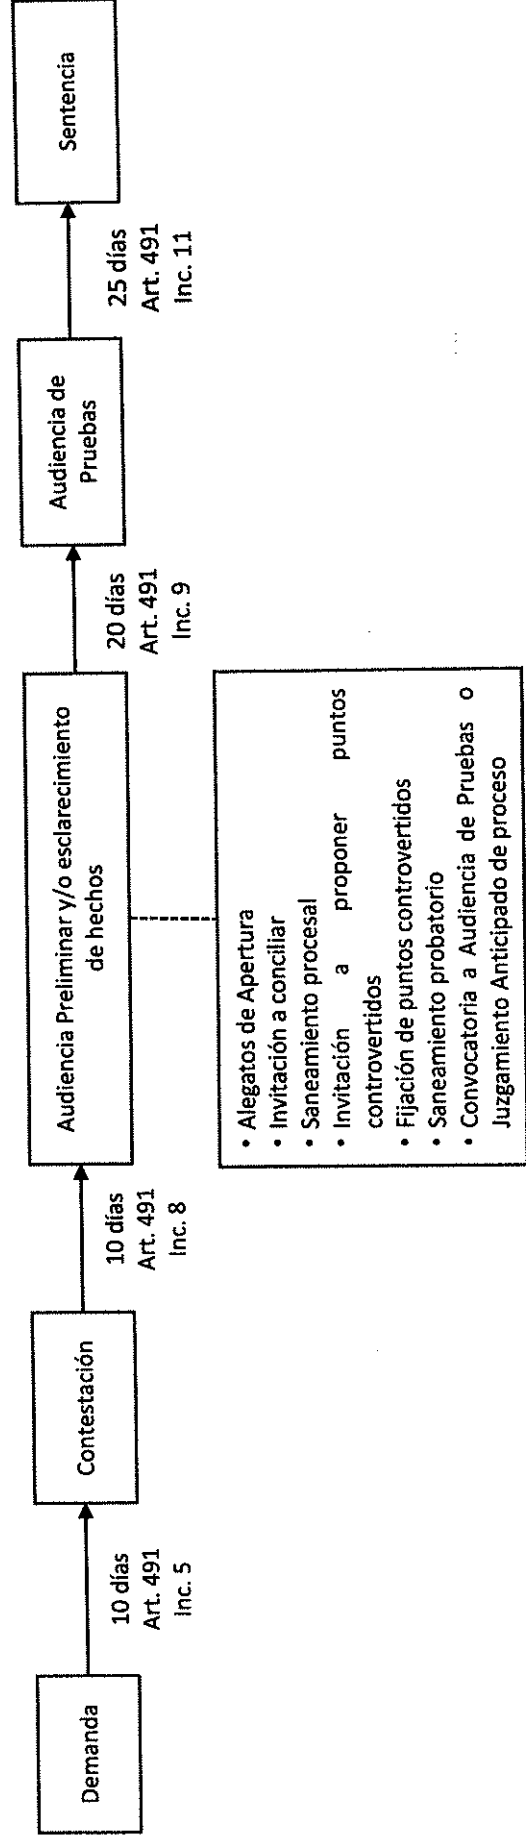 Demanda
10 días
Art. 491
Inc. 5
Contestación
10 días
Art. 491
Inc. 8
Audiencia Preliminar y/o esclarecimiento
de hechos
20 días
Art. 491
Inc. 9
Audiencia de
Pruebas
25 días
Art. 491
Inc. 11
Sentencia
• Alegatos de Apertura
• Invitación a conciliar
• Saneamiento procesal
• Invitación a proponer puntos
controvertidos
• Fijación de puntos controvertidos
• Saneamiento probatorio
• Convocatoria a Audiencia de Pruebas o
Juzgamiento Anticipado de proceso